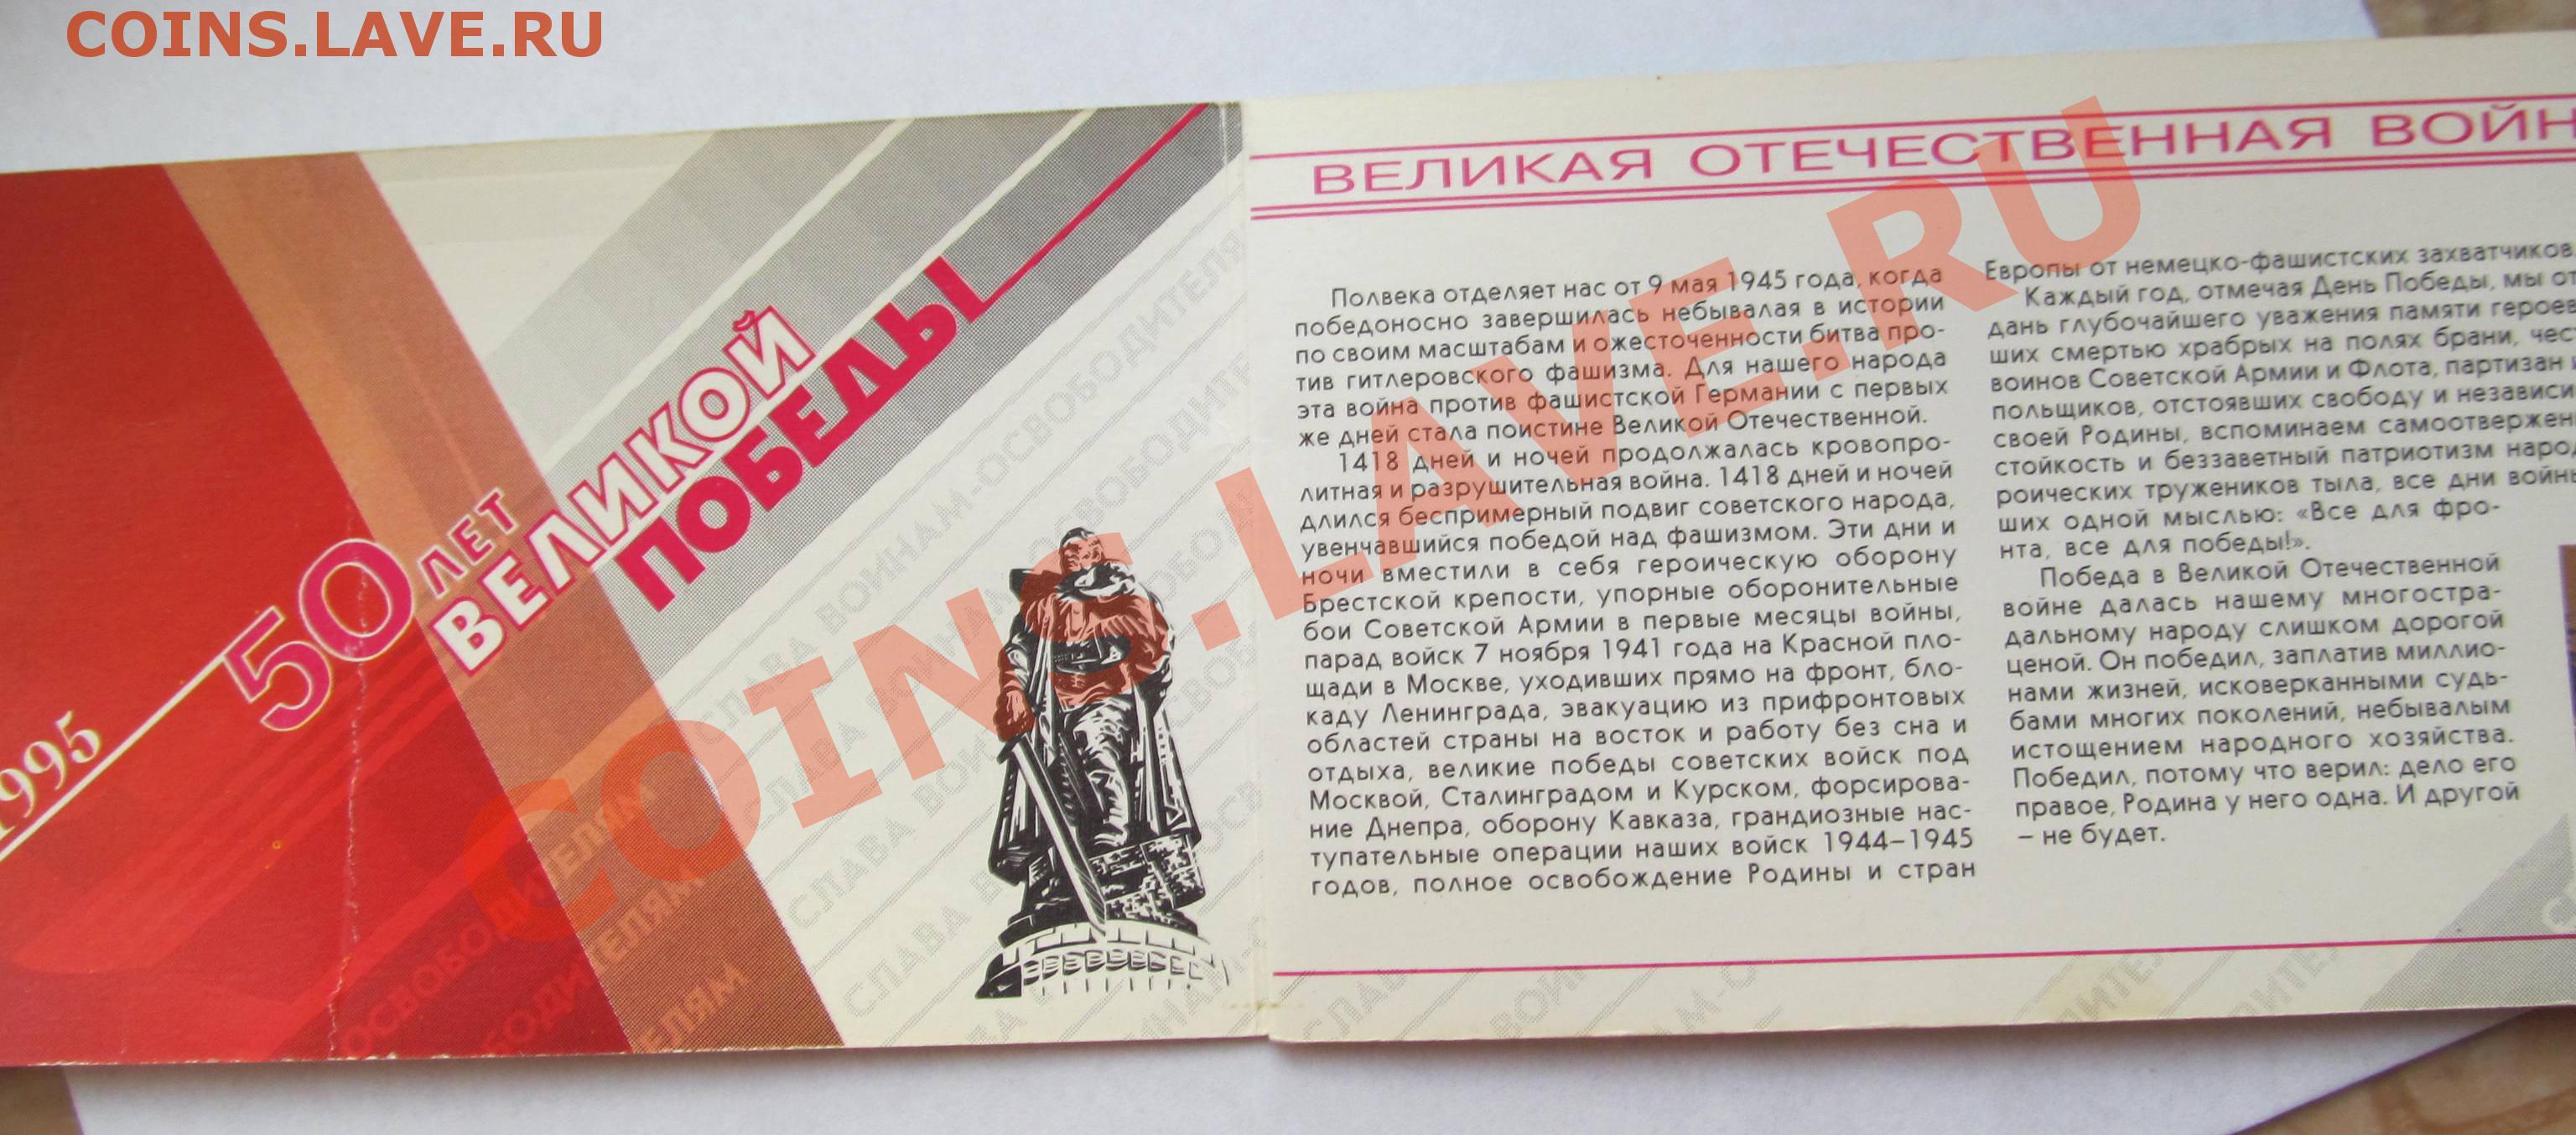 COINS.LAVE.RU
1995
50 ЛЕТ
ВЕЛИКОЙ
ПОБЕДЫ
ВЕЛИКАЯ ОТЕЧЕСТВЕННАЯ ВОЙН
Полвека отделяет нас от 9 мая 1945 года, когда
победоносно завершилась небывалая в истории
по своим масштабам и ожесточенности битва про-
тив гитлеровского фашизма. Для нашего народа
эта война против фашистской Германии с первых
же дней стала поистине Великой Отечественной.
1418 дней и ночей продолжалась кровопро-
литная и разрушительная война. 1418 дней и ночей
длился беспримерный подвиг советского народа,
увенчавшийся победой над фашизмом. Эти дни и
ночи вместили в себя героическую оборону
Брестской крепости, упорные оборонительные
бои Советской Армии в первые месяцы войны,
парад войск 7 ноября 1941 года на Красной пло-
щади в Москве, уходивших прямо на фронт, бло-
каду Ленинграда, эвакуацию из прифронтовых
областей страны на восток и работу без сна и
отдыха, великие победы советских войск под
Москвой, Сталинградом и Курском, форсирова-
ние Днепра, оборону Кавказа, грандиозные нас-
тупательные операции наших войск 1944–1945
годов, полное освобождение Родины и стран
Европы от немецко-фашистских захватчиков.
Каждый год, отмечая День Победы, мы от
дань глубочайшего уважения памяти героев
ших смертью храбрых на полях брани, чес
воинов Советской Армии и Флота, партизан
польщиков, отстоявших свободу и независи
своей Родины, вспоминаем самоотвержен
стойкость и беззаветный патриотизм народ
роических тружеников тыла, все дни войны
ших одной мыслью: «Все для фро-
нта, все для победы!».
Победа в Великой Отечественной
войне далась нашему многостра-
дальному народу слишком дорогой
ценой. Он победил, заплатив миллио-
нами жизней, исковерканными судь-
бами многих поколений, небывалым
истощением народного хозяйства.
Победил, потому что верил: дело его
правое, Родина у него одна. И другой
– не будет.
СЛАВА ВОИНАМ-ОСВОБОДИТЕЛЯМ
COINS.LAVE.RU